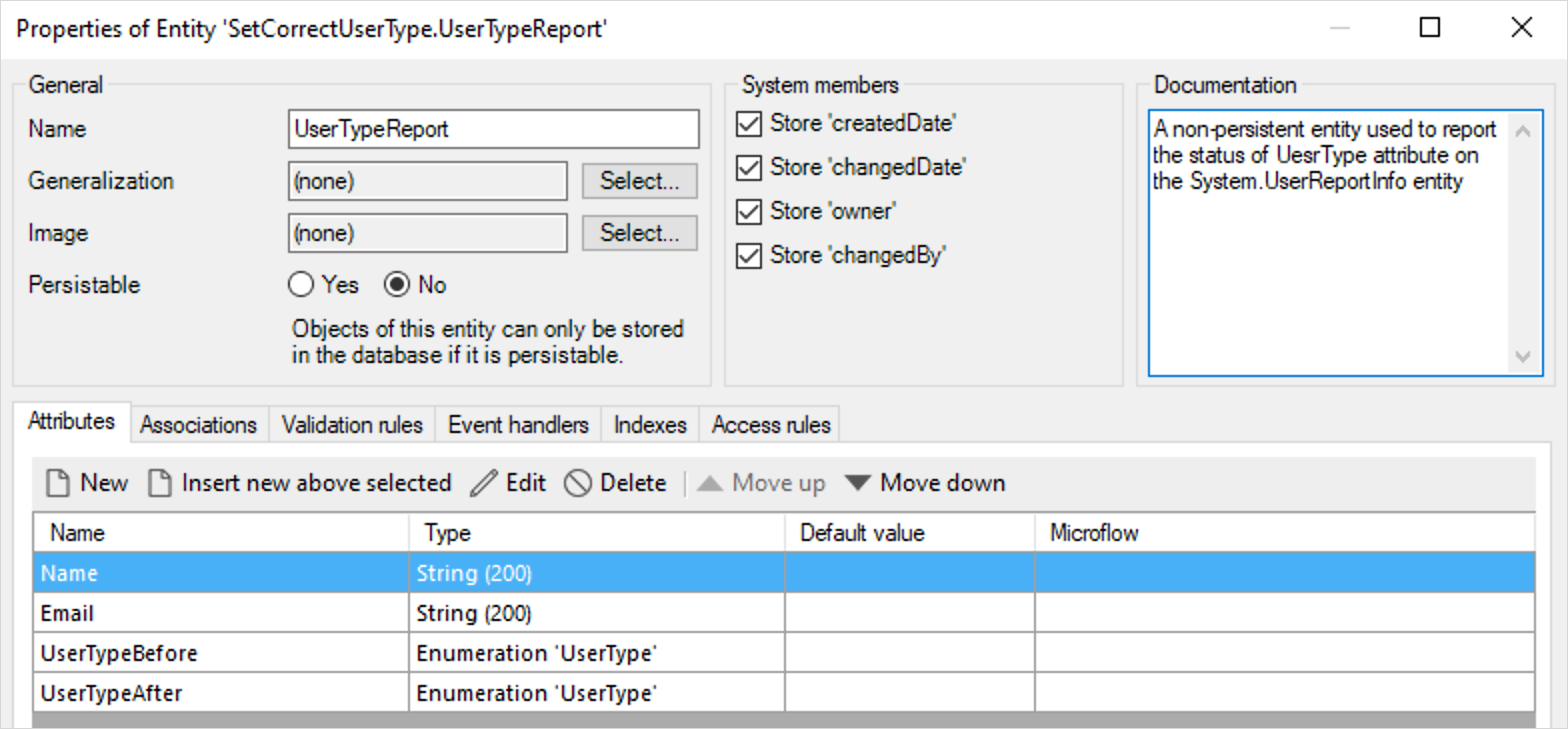 Properties of Entity 'SetCorrectUserType.UserTypeReport'
General
Name
UserTypeReport
Generalization
(none)
Select...
Image
(none)
Select...
Persistable
Yes
No
Objects of this entity can only be stored
in the database if it is persistable.
System members
Store 'createdDate'
Store 'changedDate'
Store 'owner'
Store 'changedBy'
Documentation
A non-persistent entity used to report
the status of UesrType attribute on
the System.UserReportInfo entity
Attributes Associations Validation rules Event handlers Indexes Access rules
New Insert new above selected Edit Delete Move up Move down
Name Type Default value Microflow
Name String (200)
Email String (200)
UserTypeBefore Enumeration 'UserType'
UserTypeAfter Enumeration 'UserType'